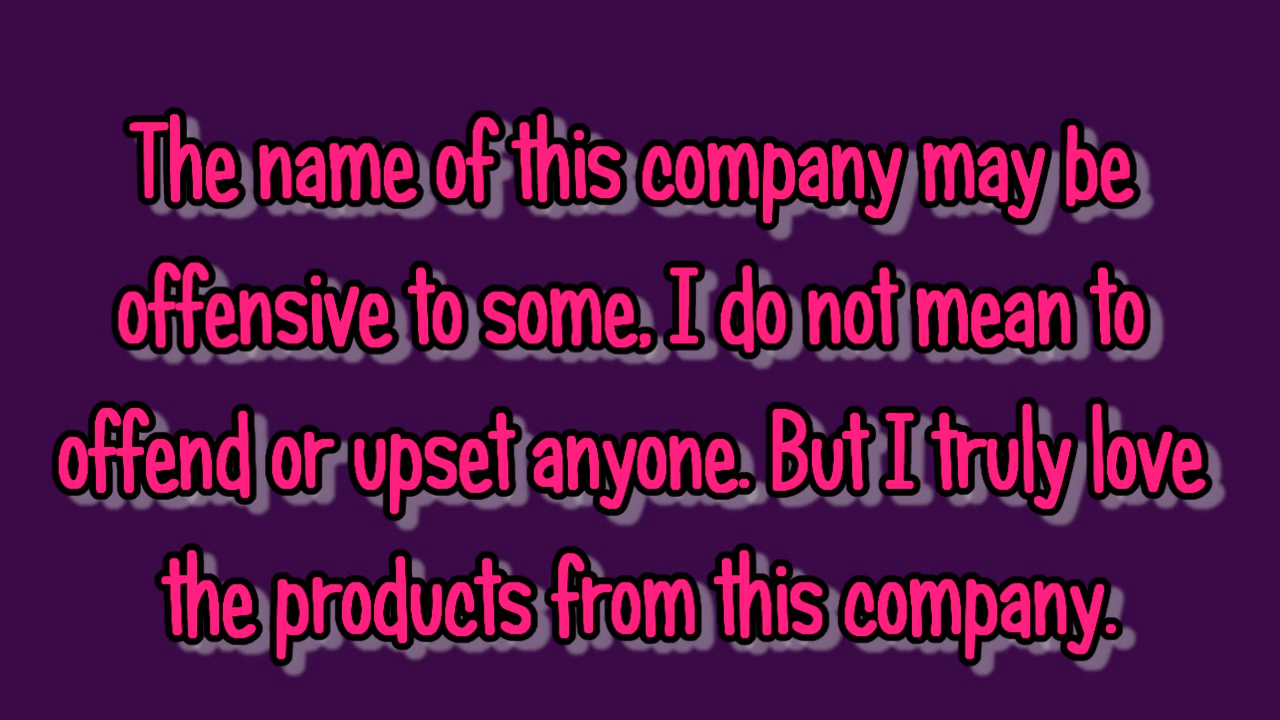 The name of this company may be
offensive to some, I do not mean to
offend or upset anyone. But I truly love
the products from this company.